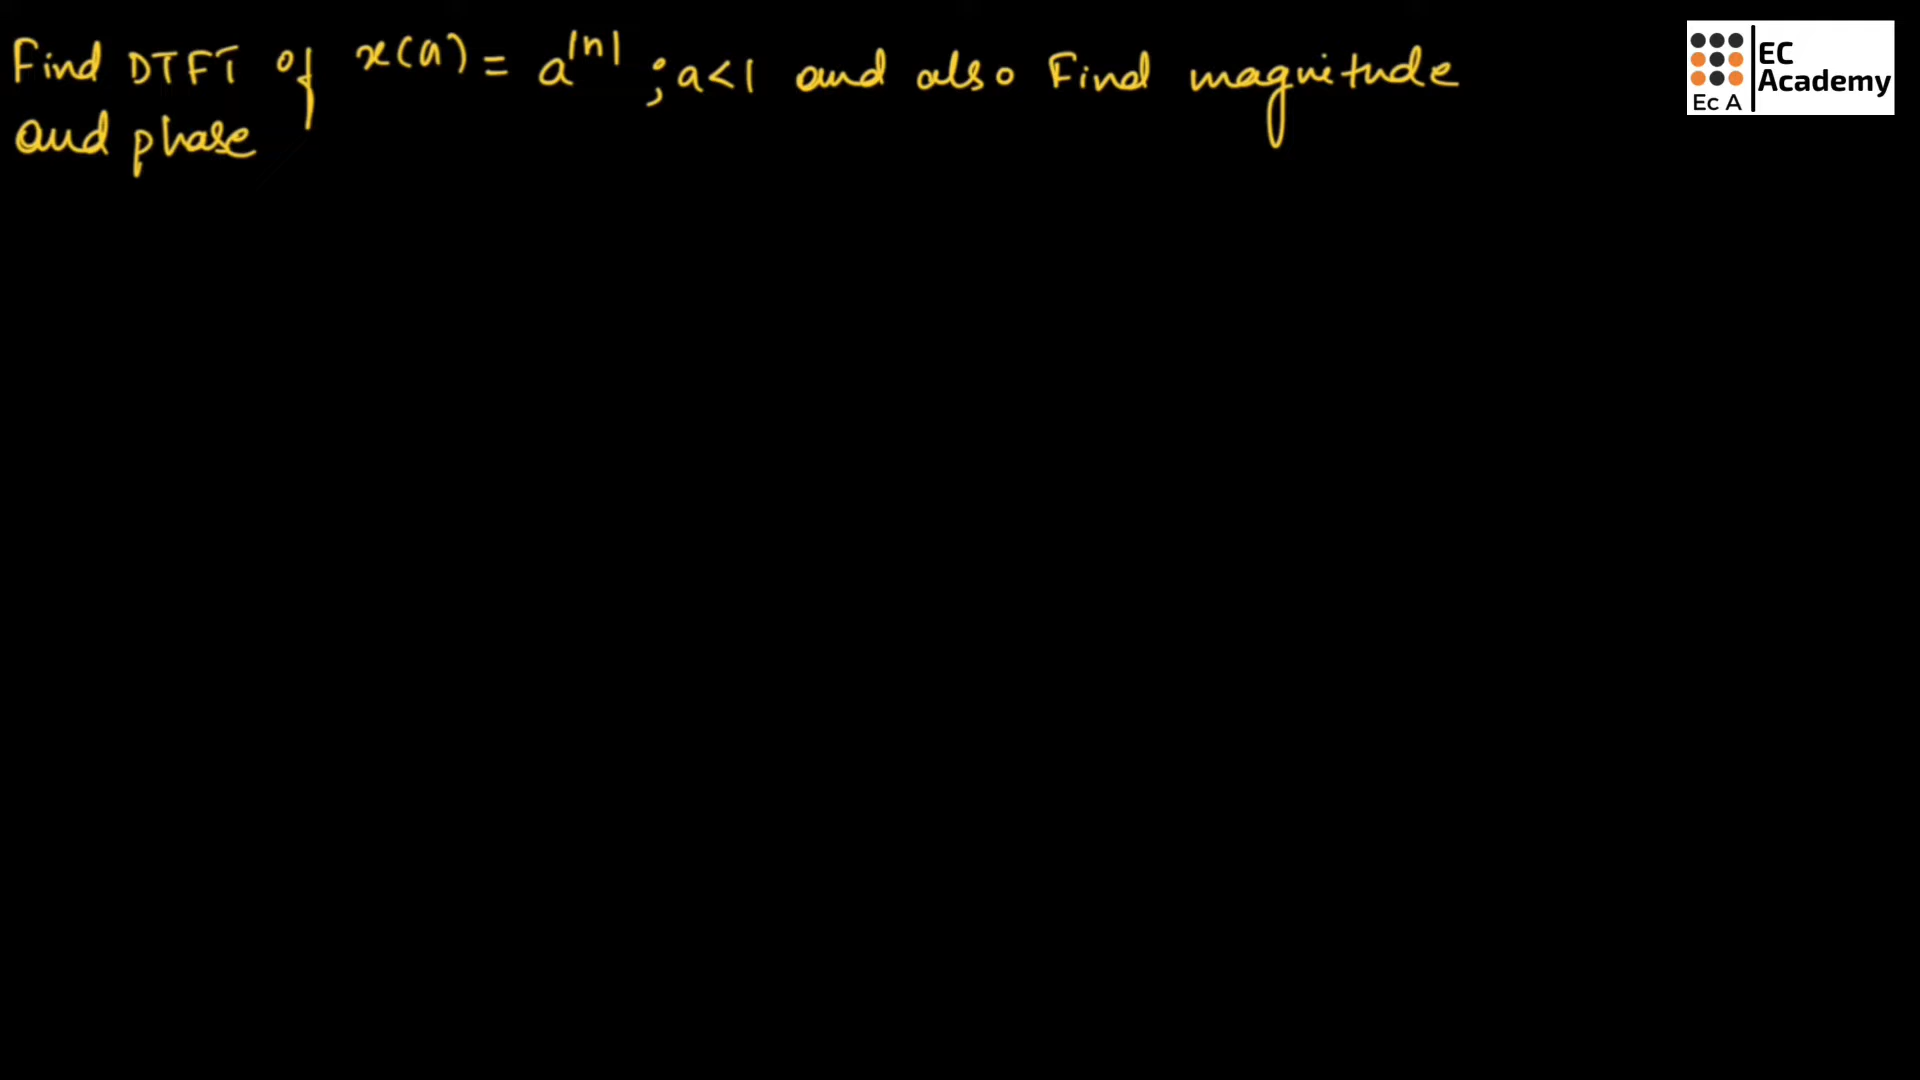 Find DTFT of x(n) = a^|n| ; a<1 and also Find magnitude
and phase
EC
Academy
Ec A